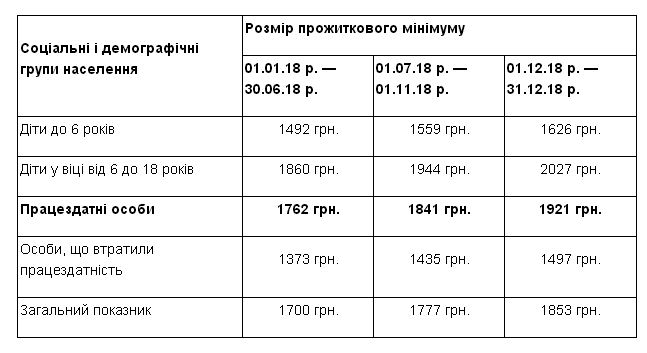 Соціальні і демографічні
групи населення
Розмір прожиткового мінімуму
01.01.18 р. —
30.06.18 р.
01.07.18 р. —
01.11.18 р.
01.12.18 р. —
31.12.18 р.
Діти до 6 років 1492 грн. 1559 грн. 1626 грн.
Діти у віці від 6 до 18 років 1860 грн. 1944 грн. 2027 грн.
Працездатні особи 1762 грн. 1841 грн. 1921 грн.
Особи, що втратили
працездатність 1373 грн. 1435 грн. 1497 грн.
Загальний показник 1700 грн. 1777 грн. 1853 грн.